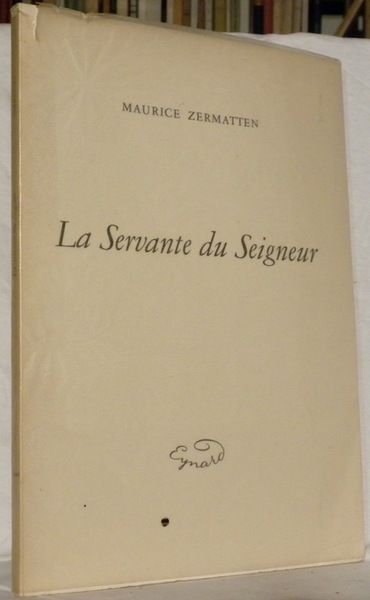 MAURICE ZERMATTEN
La Servante du Seigneur
Eynard